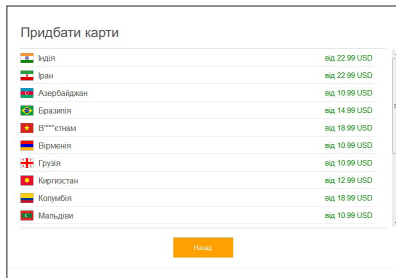 Придбати карти
Індія від 22.99 USD
Іран від 22.99 USD
Азербайджан від 10.99 USD
Бразилія від 14.99 USD
В""'єтнам від 18.99 USD
Вірменія від 10.99 USD
Грузія від 10.99 USD
Киргизстан від 12.99 USD
Колумбія від 18.99 USD
Мальдіви від 10.99 USD
Назад